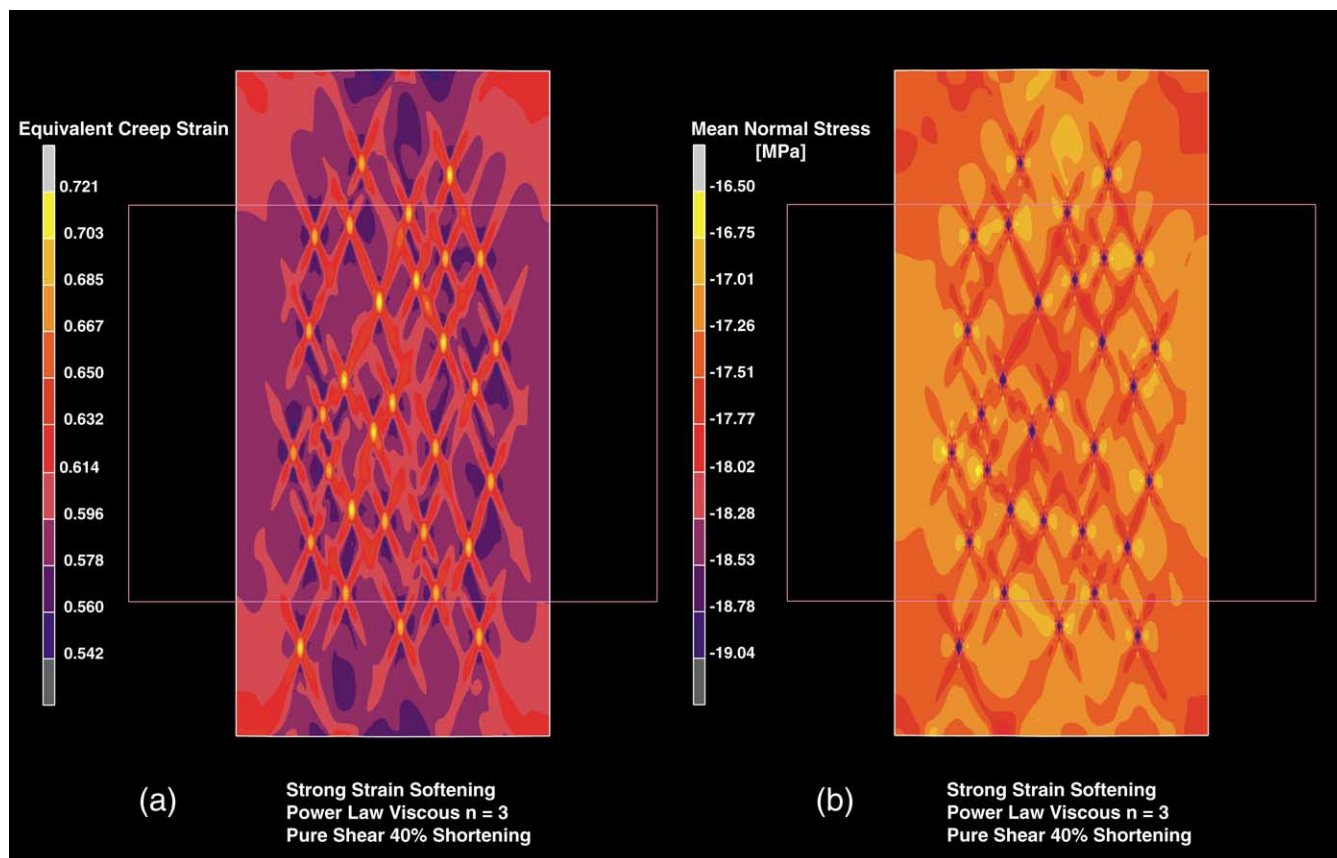 Equivalent Creep Strain
0.721
0.703
0.685
0.667
0.650
0.632
0.614
0.596
0.578
0.560
0.542
Mean Normal Stress
[MPa]
-16.50
-16.75
-17.01
-17.26
-17.51
-17.77
-18.02
-18.28
-18.53
-18.78
-19.04
(a)
Strong Strain Softening
Power Law Viscous n = 3
Pure Shear 40% Shortening
(b)
Strong Strain Softening
Power Law Viscous n = 3
Pure Shear 40% Shortening